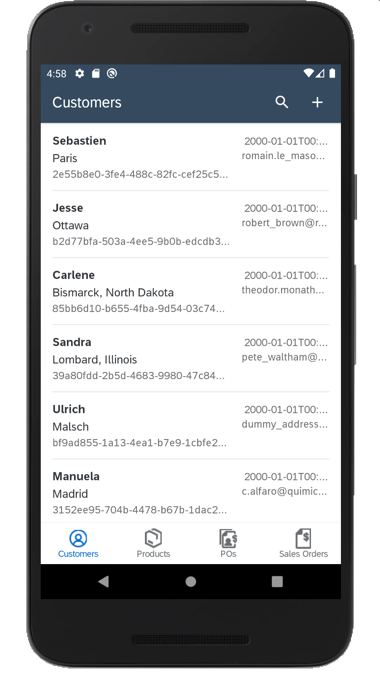 4:58
Customers
Sebastien 2000-01-01T00:...
Paris romain.le_maso...
2e55b8e0-3fe4-488c-82fc-cef25c5...
Jesse 2000-01-01T00:...
Ottawa robert_brown@r...
b2d77bfa-503a-4ee5-9b0b-edcdb3...
Carlene 2000-01-01T00:...
Bismarck, North Dakota theodor.monath...
85bb6d10-b655-4fba-9d54-03c74...
Sandra 2000-01-01T00:...
Lombard, Illinois pete_waltham@...
39a80fdd-2b5d-4683-9980-47c84...
Ulrich 2000-01-01T00:...
Malsch dummy_address...
bf9ad855-1a13-4ea1-b7e9-1cbfe2...
Manuela 2000-01-01T00:...
Madrid c.alfaro@quimic...
3152ee95-704b-4478-b67b-1dac2...
Customers Products POs Sales Orders